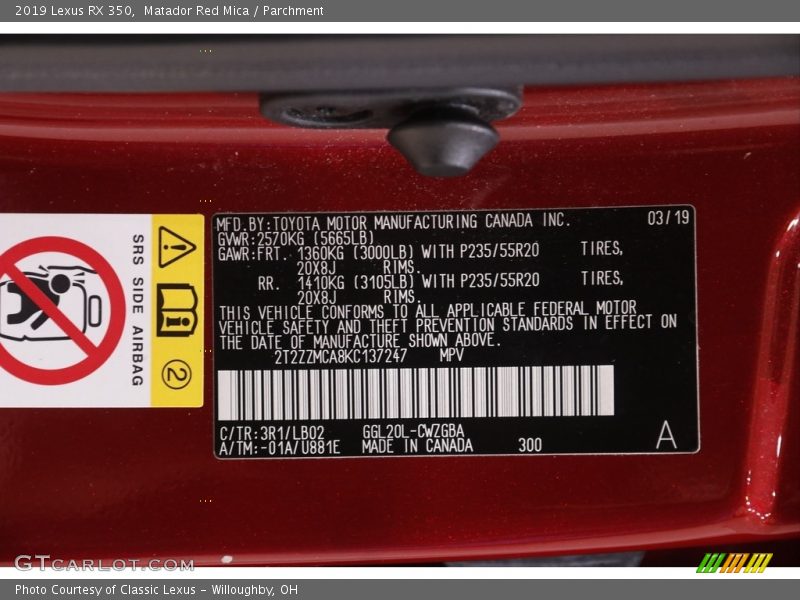 2019 Lexus RX 350, Matador Red Mica / Parchment
MFD.BY:TOYOTA MOTOR MANUFACTURING CANADA INC. 03/19
GVWR:2570KG (5665LB)
GAWR:FRT. 1360KG (3000LB) WITH P235/55R20 TIRES,
20X8J RIMS.
RR. 1410KG (3105LB) WITH P235/55R20 TIRES,
20X8J RIMS.
THIS VEHICLE CONFORMS TO ALL APPLICABLE FEDERAL MOTOR
VEHICLE SAFETY AND THEFT PREVENTION STANDARDS IN EFFECT ON
THE DATE OF MANUFACTURE SHOWN ABOVE.
2T2ZZMCA8KC137247 MPV
C/TR:3R1/LB02 GGL20L-CWZGBA
A/TM:-01A/U881E MADE IN CANADA 300 A
SRS SIDE AIRBAG
2
GTCARLOT.COM
Photo Courtesy of Classic Lexus - Willoughby, OH